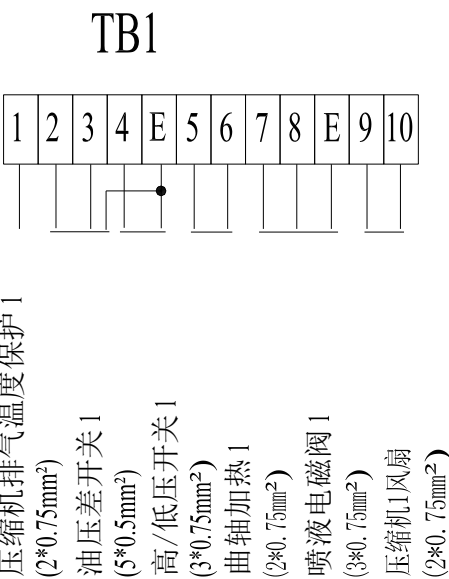 TB1
1 2 3 4 E 5 6 7 8 E 9 10
压缩机排气温度保护1
(2*0.75mm²)
油压差开关1
(5*0.5mm²)
高/低压开关1
(3*0.75mm²)
曲轴加热1
(2*0.75mm²)
喷液电磁阀1
(3*0.75mm²)
压缩机1风扇
(2*0.75mm²)